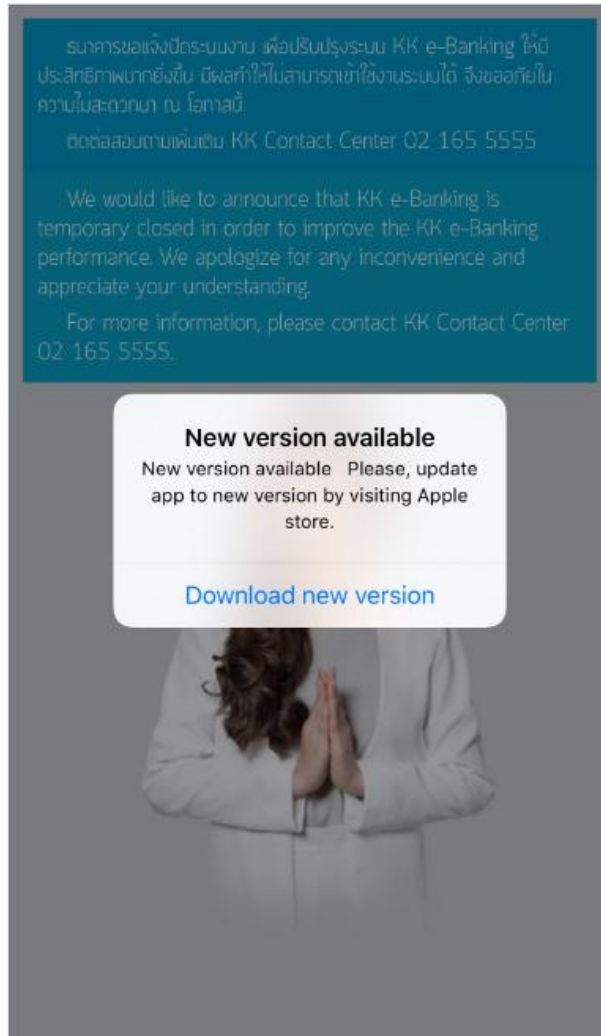 ธนาคารขอแจ้งปิดระบบงาน เพื่อปรับปรุงระบบ KK e-Banking ให้มี
ประสิทธิภาพมากยิ่งขึ้น มีผลทำให้ไม่สามารถเข้าใช้งานระบบได้ จึงขออภัยใน
ความไม่สะดวกมา ณ โอกาสนี้
ติดต่อสอบถามเพิ่มเติม KK Contact Center 02 165 5555
We would like to announce that KK e-Banking is
temporary closed in order to improve the KK e-Banking
performance. We apologize for any inconvenience and
appreciate your understanding.
For more information, please contact KK Contact Center
02 165 5555.
New version available
New version available Please, update
app to new version by visiting Apple
store.
Download new version